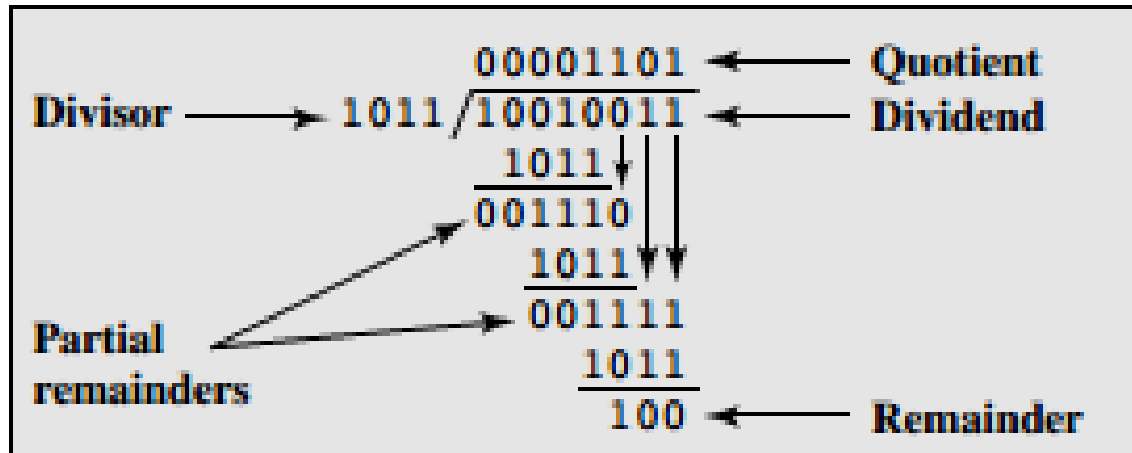 00001101 Quotient
Divisor 1011 10010011 Dividend
1011
001110
1011
001111
Partial
remainders
1011
100 Remainder